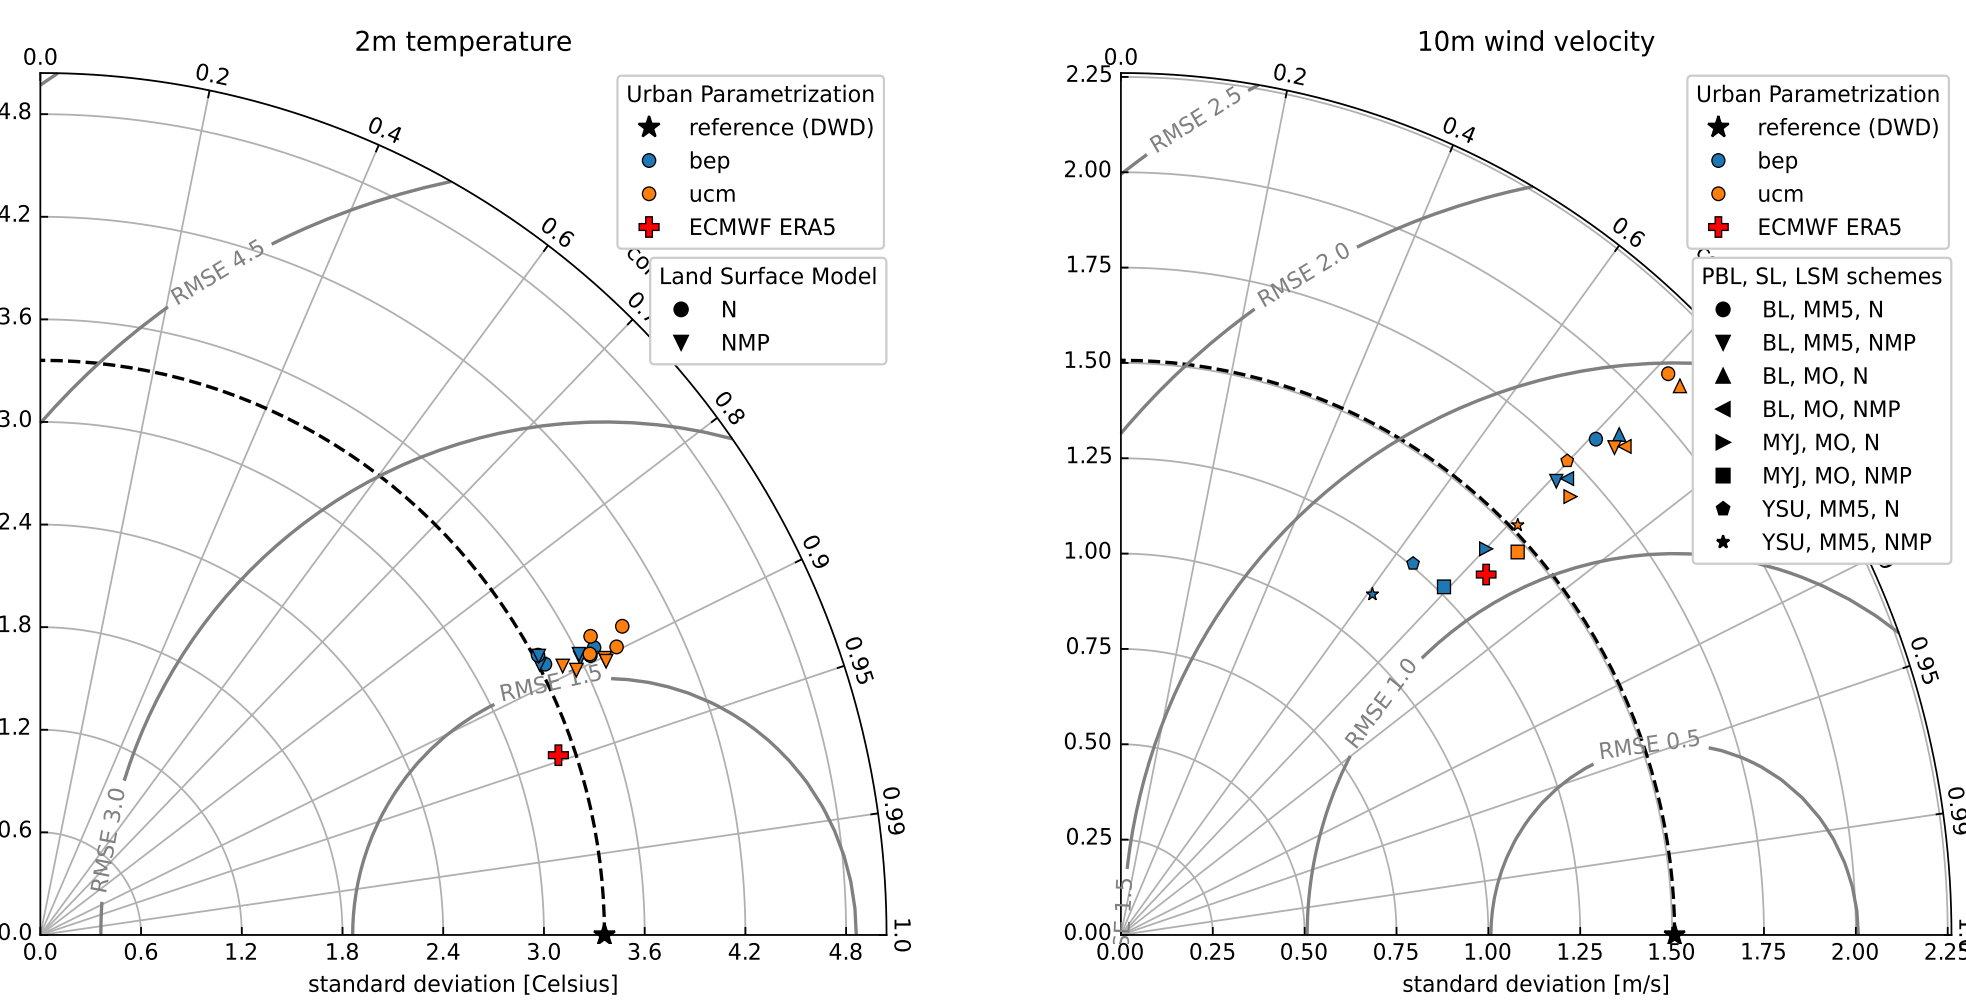 2m temperature
0.0
0.2
0.4
0.6
0.8
0.9
0.95
0.99
1.0
4.8
4.2
3.6
3.0
2.4
1.8
1.2
0.6
0.0
RMSE 4.5
RMSE 3.0
RMSE 1.5
Urban Parametrization
reference (DWD)
bep
ucm
ECMWF ERA5
Land Surface Model
N
NMP
0.0
0.6
1.2
1.8
2.4
3.0
3.6
4.2
4.8
standard deviation [Celsius]
10m wind velocity
0.0
0.2
0.4
0.6
0.95
0.99
2.25
2.00
1.75
1.50
1.25
1.00
0.75
0.50
0.25
0.00
RMSE 2.5
RMSE 2.0
RMSE 1.0
RMSE 0.5
1.5
Urban Parametrization
reference (DWD)
bep
ucm
ECMWF ERA5
PBL, SL, LSM schemes
BL, MM5, N
BL, MM5, NMP
BL, MO, N
BL, MO, NMP
MYJ, MO, N
MYJ, MO, NMP
YSU, MM5, N
YSU, MM5, NMP
0.00
0.25
0.50
0.75
1.00
1.25
1.50
1.75
2.00
2.25
standard deviation [m/s]